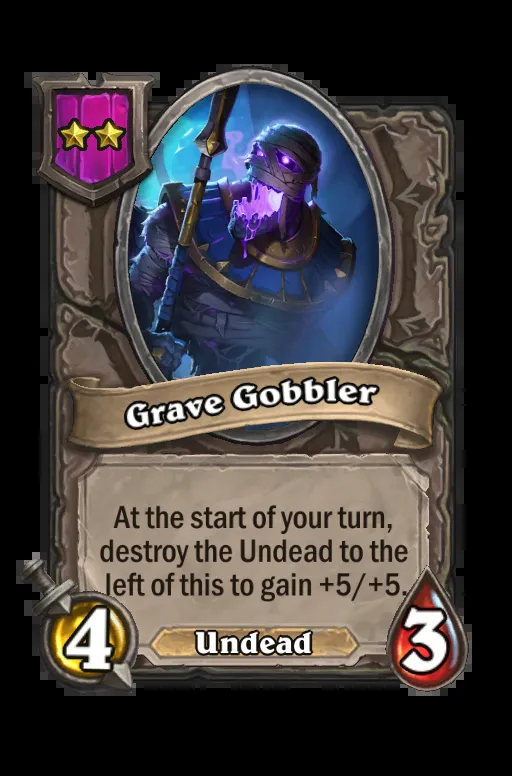 Grave Gobbler
At the start of your turn,
destroy the Undead to the
left of this to gain +5/+5.
4
Undead
3